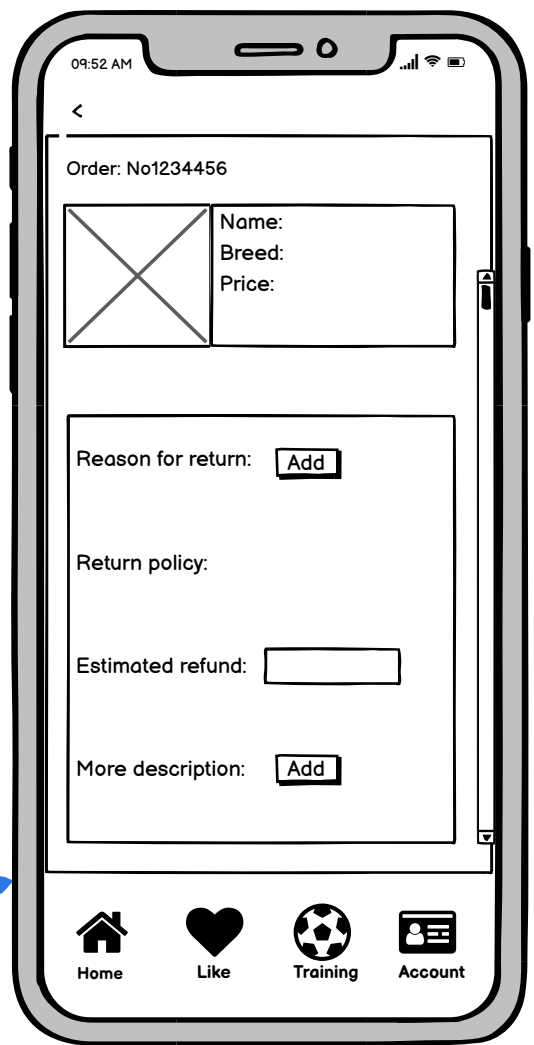 09:52 AM
<
Order: No1234456
Name:
Breed:
Price:
Reason for return: Add
Return policy:
Estimated refund:
More description: Add
Home Like Training Account